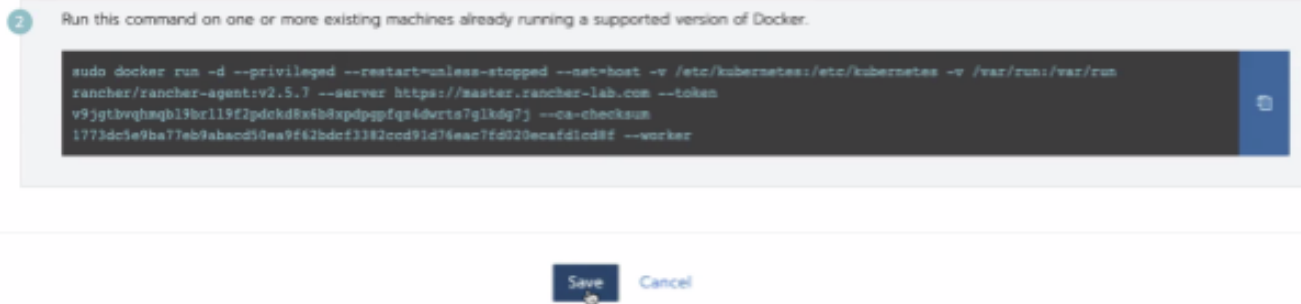 2 Run this command on one or more existing machines already running a supported version of Docker.
sudo docker run -d --privileged --restart=unless-stopped --net=host -v /etc/kubernetes:/etc/kubernetes -v /var/run:/var/run
rancher/rancher-agent:v2.5.7 --server https://master.rancher-lab.com --token
--ca-checksum
--worker
Save Cancel